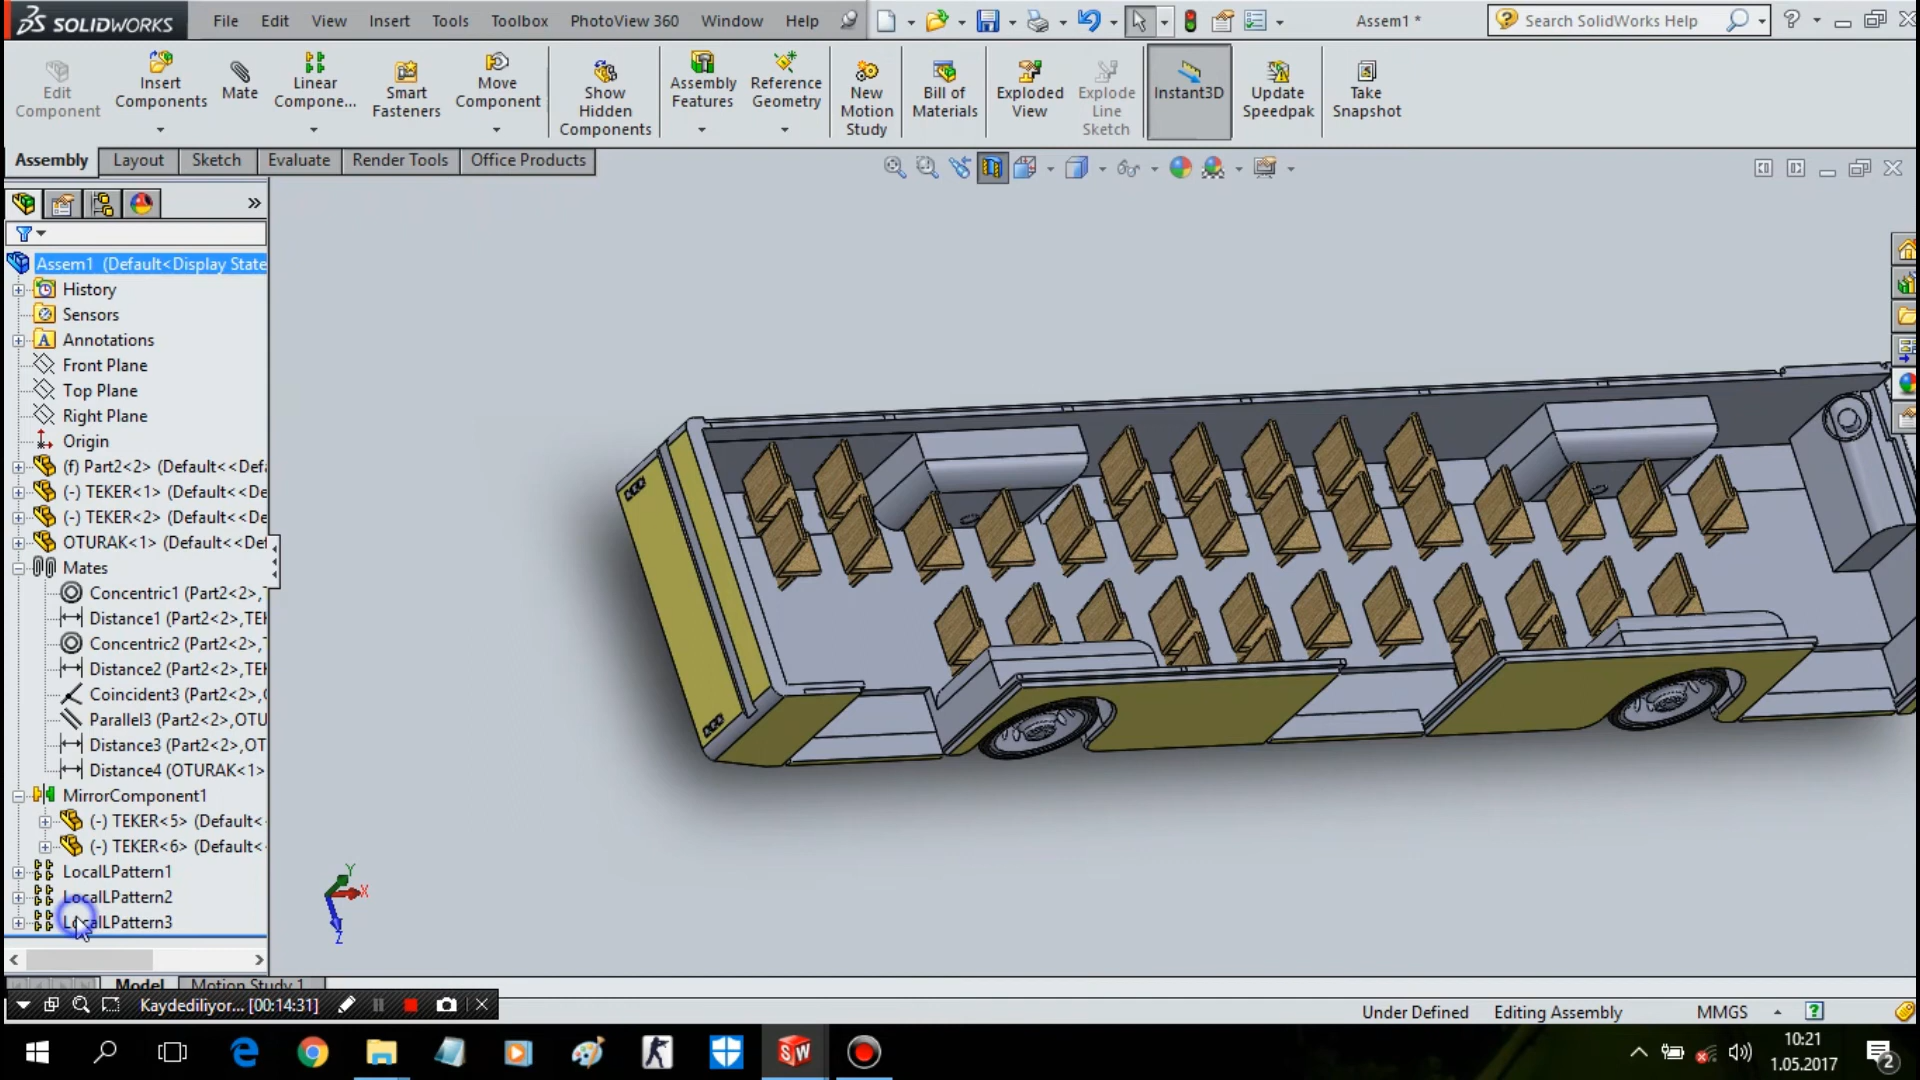 SOLIDWORKS File Edit View Insert Tools Toolbox PhotoView 360 Window Help Assem1 * Search SolidWorks Help
Edit Component
Insert Components
Mate
Linear Compone...
Smart Fasteners
Move Component
Show Hidden Components
Assembly Features
Reference Geometry
New Motion Study
Bill of Materials
Exploded View
Explode Line Sketch
Instant3D
Update Speedpak
Take Snapshot
Assembly Layout Sketch Evaluate Render Tools Office Products
Assem1 (Default<Display State
History
Sensors
Annotations
Front Plane
Top Plane
Right Plane
Origin
(f) Part2<2> (Default<<Def
(-) TEKER<1> (Default<<De
(-) TEKER<2> (Default<<De
OTURAK<1> (Default<<Def
Mates
Concentric1 (Part2<2>,T
Distance1 (Part2<2>,TEK
Concentric2 (Part2<2>,T
Distance2 (Part2<2>,TEK
Coincident3 (Part2<2>,O
Parallel3 (Part2<2>,OTU
Distance3 (Part2<2>,OT
Distance4 (OTURAK<1>
MirrorComponent1
(-) TEKER<5> (Default<
(-) TEKER<6> (Default<
LocalLPattern1
LocalLPattern2
LocalLPattern3
Y
X
Z
Model Motion Study 1
Kaydediliyor... [00:14:31]
Under Defined Editing Assembly MMGS
10:21
1.05.2017
2